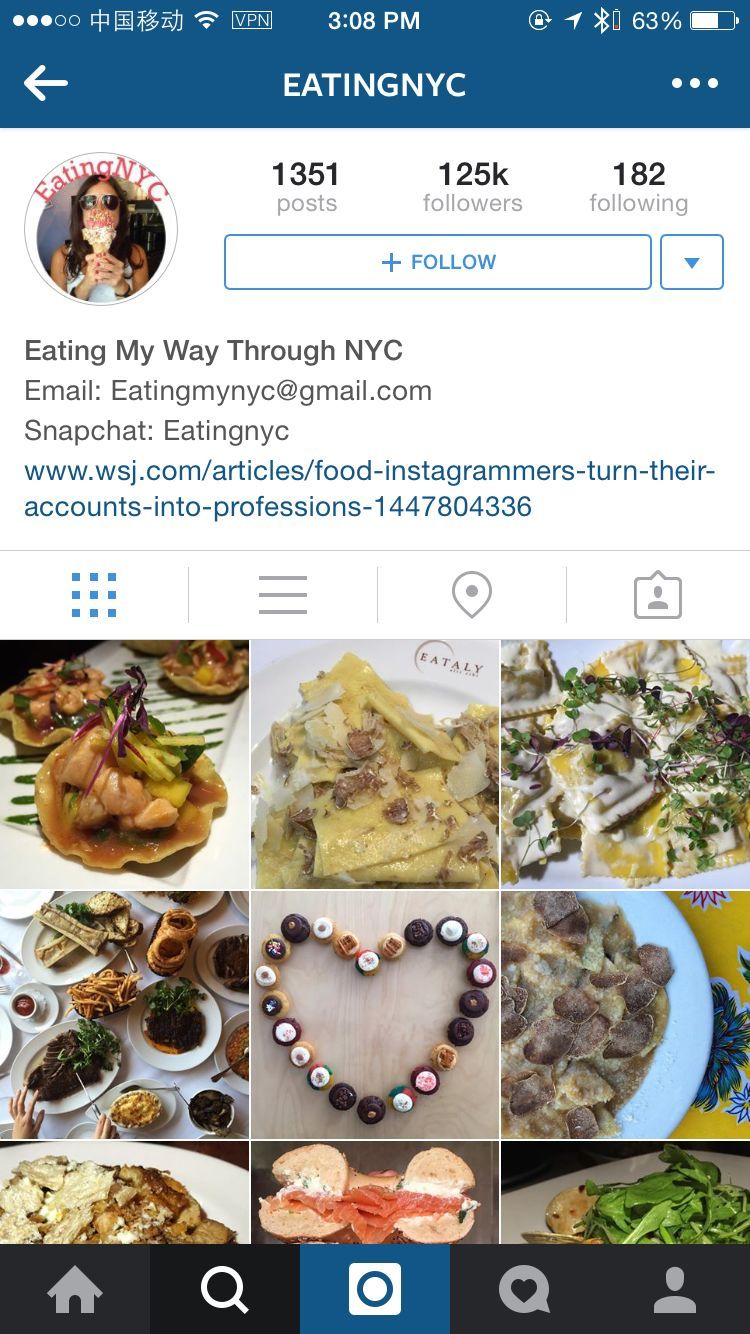 中国移动 VPN 3:08 PM 63%
EATINGNYC
EatingNYC
1351 125k 182
posts followers following
+ FOLLOW
Eating My Way Through NYC
Email: Eatingmynyc@gmail.com
Snapchat: Eatingnyc
www.wsj.com/articles/food-instagrammers-turn-their-
accounts-into-professions-1447804336
EATALY